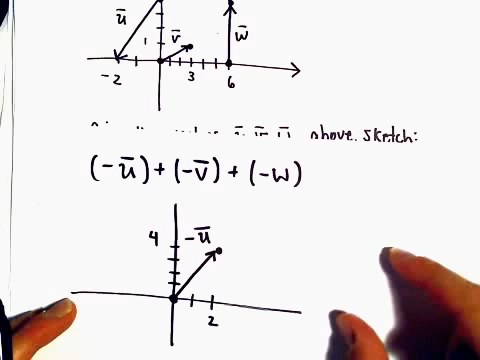 ū
1
v̄
w̄
-2
3
6
above. sketch:
(-ū)+(-v̄)+(-w)
4
-ū
2